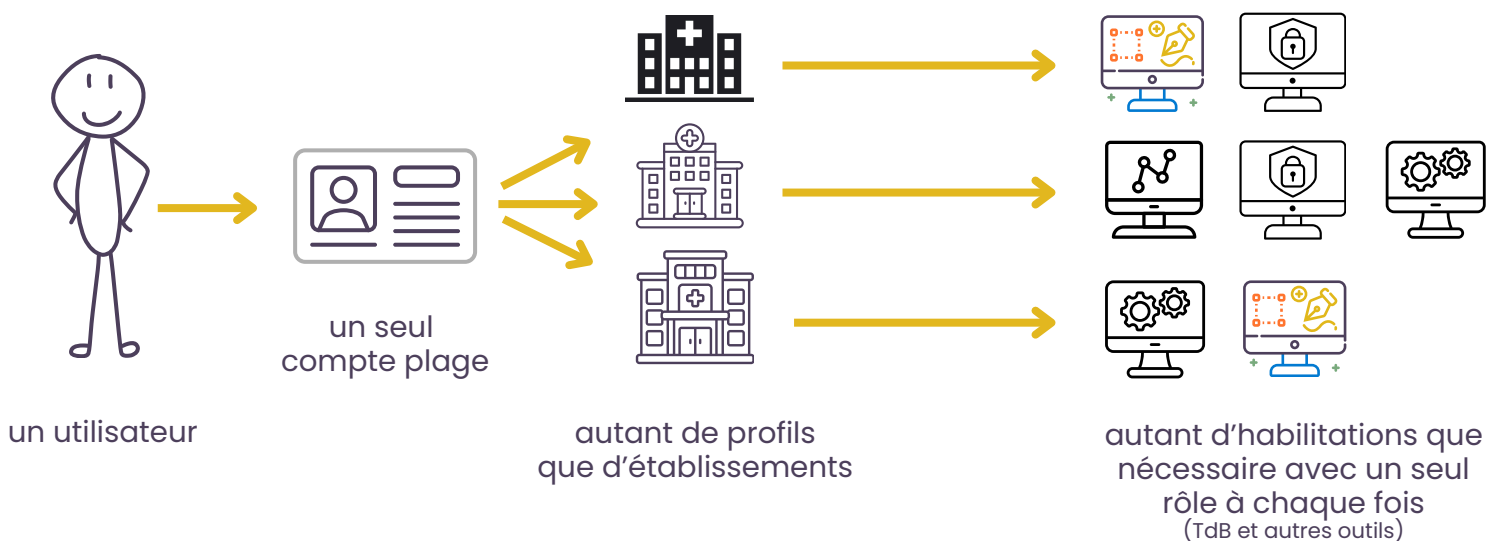 un utilisateur
un seul
compte plage
autant de profils
que d'établissements
autant d'habilitations que
nécessaire avec un seul
rôle à chaque fois
(TdB et autres outils)